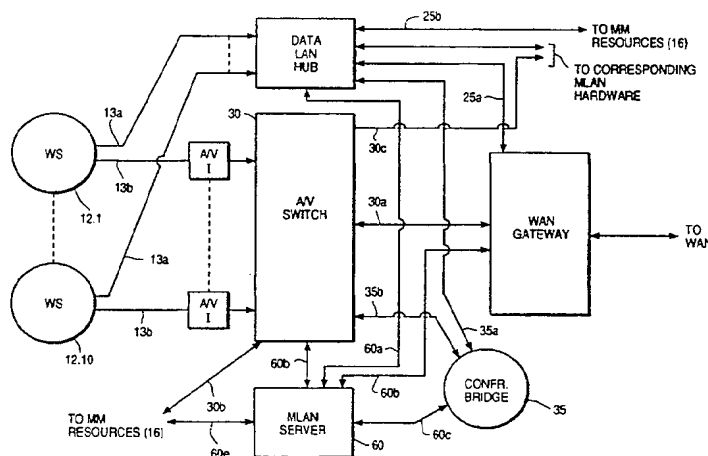 DATA
LAN
HUB
25b
TO MM
RESOURCES (16)
TO CORRESPONDING
MLAN
HARDWARE
25a
13a
30
30c
WS
13b
A/V
I
12.1
A/V
SWITCH
30a
WAN
GATEWAY
TO
WAN
13a
35b
WS
13b
A/V
I
12.10
60a
35a
60b
60b
30b
CONFR.
BRIDGE
35
TO MM
RESOURCES (16)
60e
MLAN
SERVER
60
60c